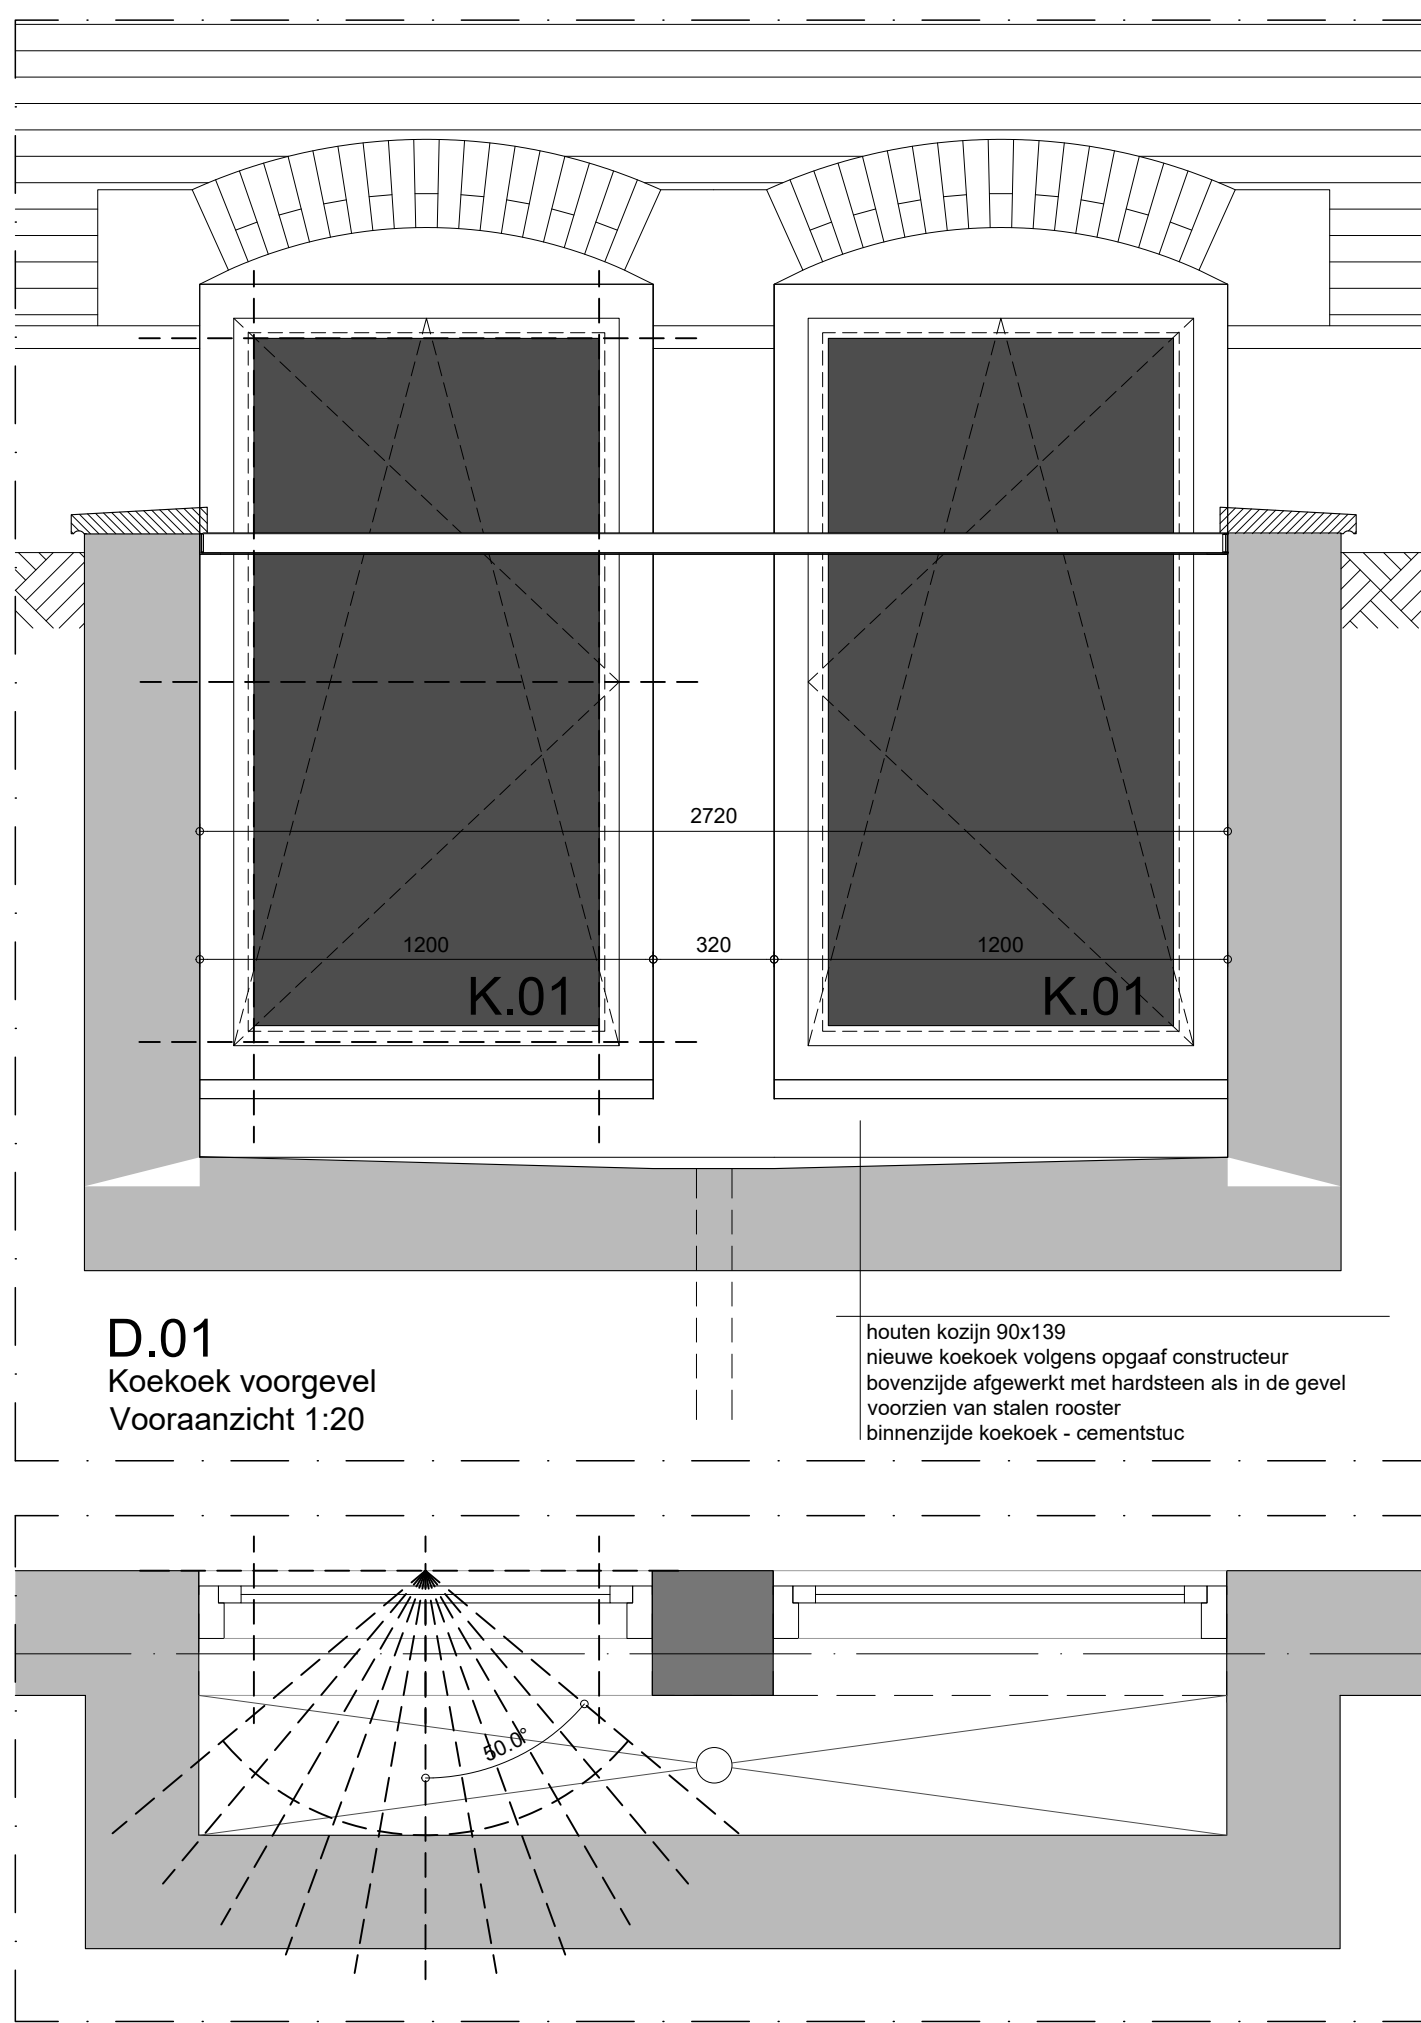 2720
1200
320
1200
K.01
K.01
D.01
Koekoek voorgevel
Vooraanzicht 1:20
houten kozijn 90x139
nieuwe koekoek volgens opgaaf constructeur
bovenzijde afgewerkt met hardsteen als in de gevel
voorzien van stalen rooster
binnenzijde koekoek - cementstuc
50.0°